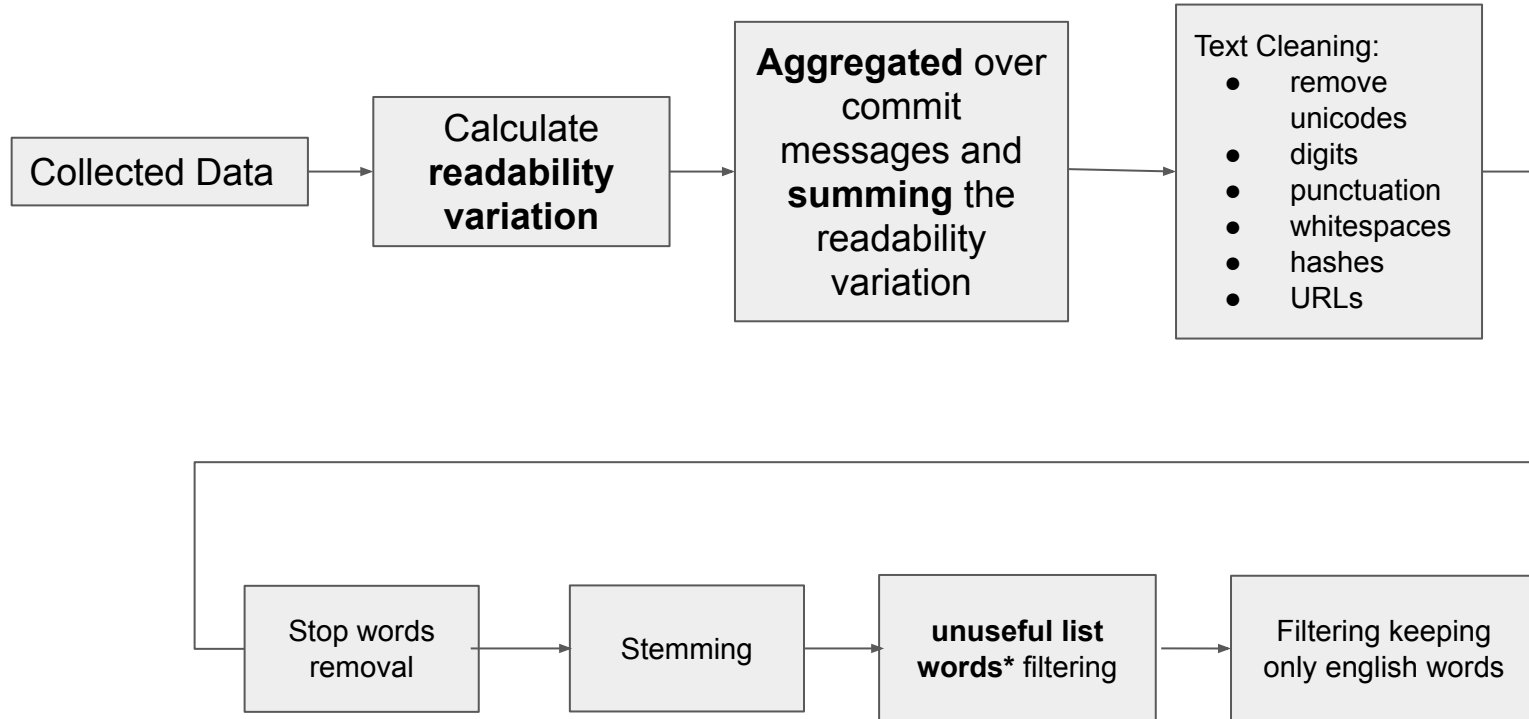 Collected Data
Calculate
readability
variation
Aggregated over
commit
messages and
summing the
readability
variation
Text Cleaning:
● remove
unicodes
● digits
● punctuation
● whitespaces
● hashes
● URLs
Stop words
removal
Stemming
unuseful list
words* filtering
Filtering keeping
only english words